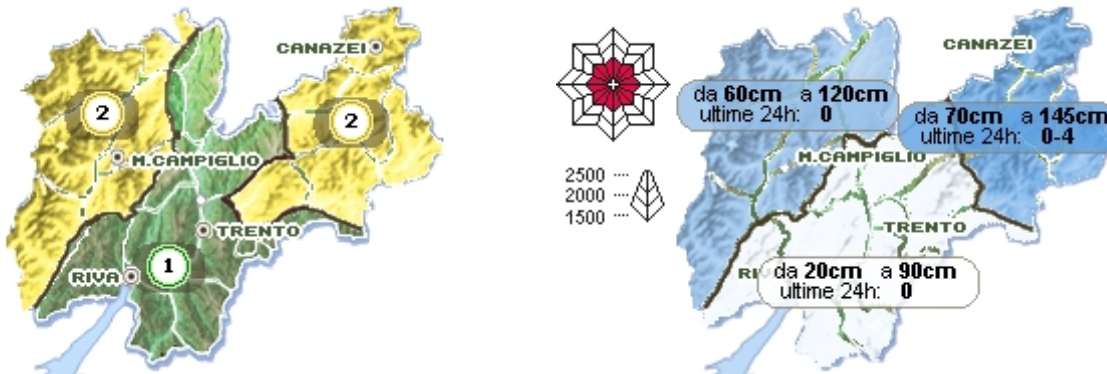 CANAZEI
2
2
M.CAMPIGLIO
TRENTO
1
RIVA
CANAZEI
da 60cm a 120cm
ultime 24h: 0
da 70cm a 145cm
ultime 24h: 0-4
M.CAMPIGLIO
2500
2000
1500
TRENTO
RI
da 20cm a 90cm
ultime 24h: 0